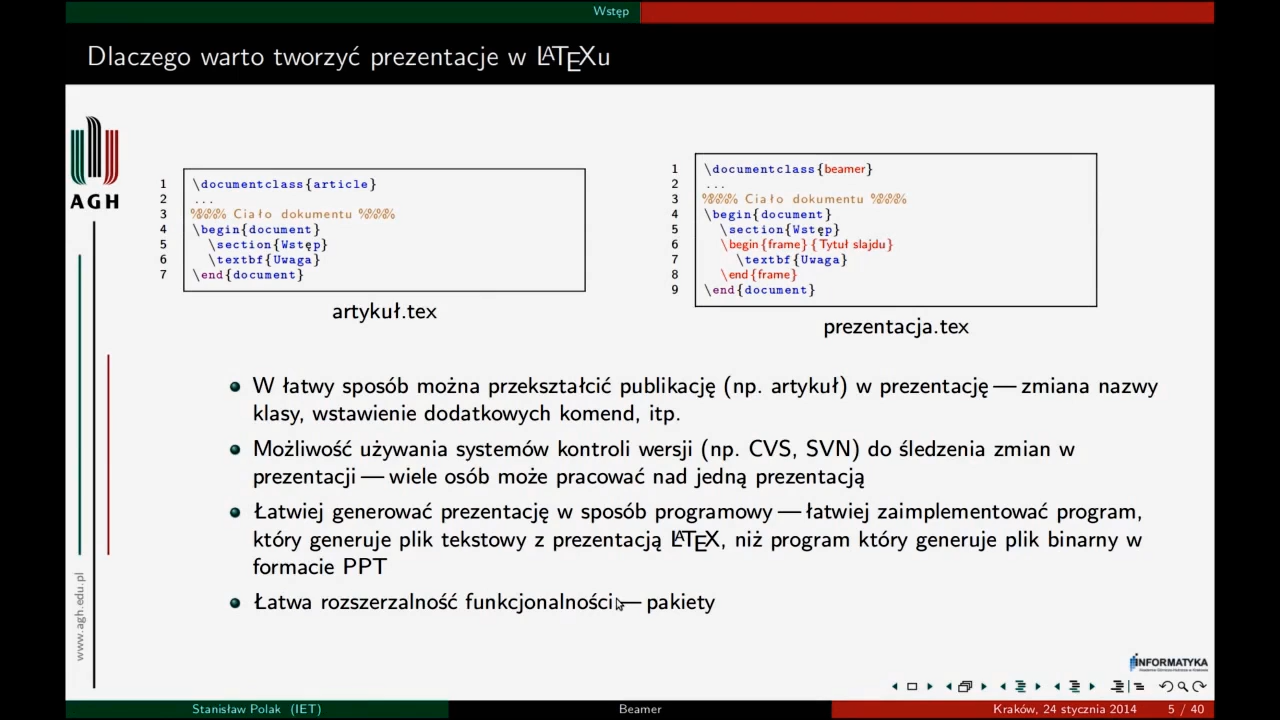 Wstęp
Dlaczego warto tworzyć prezentacje w LATEXu
AGH
1 \documentclass{article}
2 ...
3 %%%% Ciało dokumentu %%%%
4 \begin{document}
5 \section{Wstęp}
6 \textbf{Uwaga}
7 \end{document}
artykuł.tex
1 \documentclass{beamer}
2 ...
3 %%%% Ciało dokumentu %%%%
4 \begin{document}
5 \section{Wstęp}
6 \begin{frame}{Tytuł slajdu}
7 \textbf{Uwaga}
8 \end{frame}
9 \end{document}
prezentacja.tex
W łatwy sposób można przekształcić publikację (np. artykuł) w prezentację — zmiana nazwy
klasy, wstawienie dodatkowych komend, itp.
Możliwość używania systemów kontroli wersji (np. CVS, SVN) do śledzenia zmian w
prezentacji — wiele osób może pracować nad jedną prezentacją
Łatwiej generować prezentację w sposób programowy — łatwiej zaimplementować program,
który generuje plik tekstowy z prezentacją LATEX, niż program który generuje plik binarny w
formacie PPT
Łatwa rozszerzalność funkcjonalności — pakiety
www.agh.edu.pl
INFORMATYKA
Stanisław Polak (IET)
Beamer
Kraków, 24 stycznia 2014
5 / 40